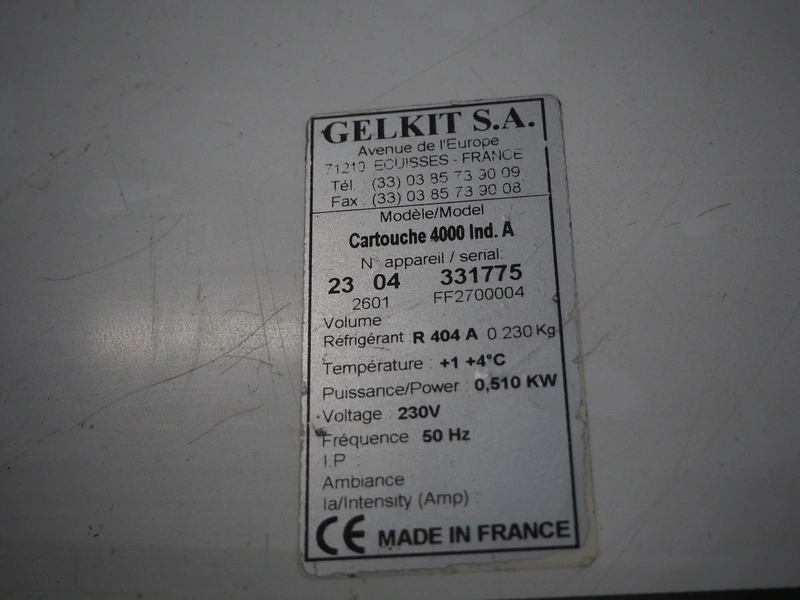 GELKIT S.A.
Avenue de l'Europe
71210 ECUISSES - FRANCE
Tél. (33) 03 85 73 90 09
Fax . (33) 03 85 73 90 08
Modèle/Model
Cartouche 4000 Ind. A
N° appareil / serial:
23 04 331775
2601 FF2700004
Volume
Réfrigérant R 404 A 0.230 Kg
Température : +1 +4°C
Puissance/Power : 0,510 KW
Voltage : 230V
Fréquence 50 Hz
I.P
Ambiance
Ia/Intensity (Amp) :
CE MADE IN FRANCE